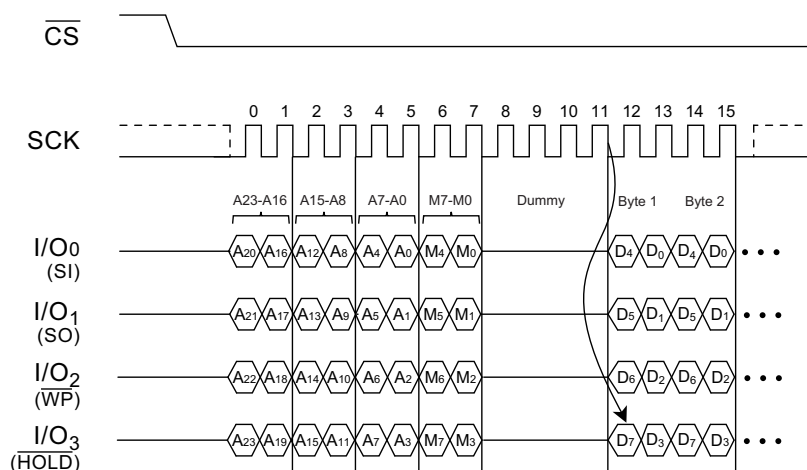 CS
0 1 2 3 4 5 6 7 8 9 10 11 12 13 14 15
SCK
A23-A16 A15-A8 A7-A0 M7-M0 Dummy Byte 1 Byte 2
I/O0 A20 A16 A12 A8 A4 A0 M4 M0 D4 D0 D4 D0 • • •
(SI)
I/O1 A21 A17 A13 A9 A5 A1 M5 M1 D5 D1 D5 D1 • • •
(SO)
I/O2 A22 A18 A14 A10 A6 A2 M6 M2 D6 D2 D6 D2 • • •
(WP)
I/O3 A23 A19 A15 A11 A7 A3 M7 M3 D7 D3 D7 D3 • • •
(HOLD)